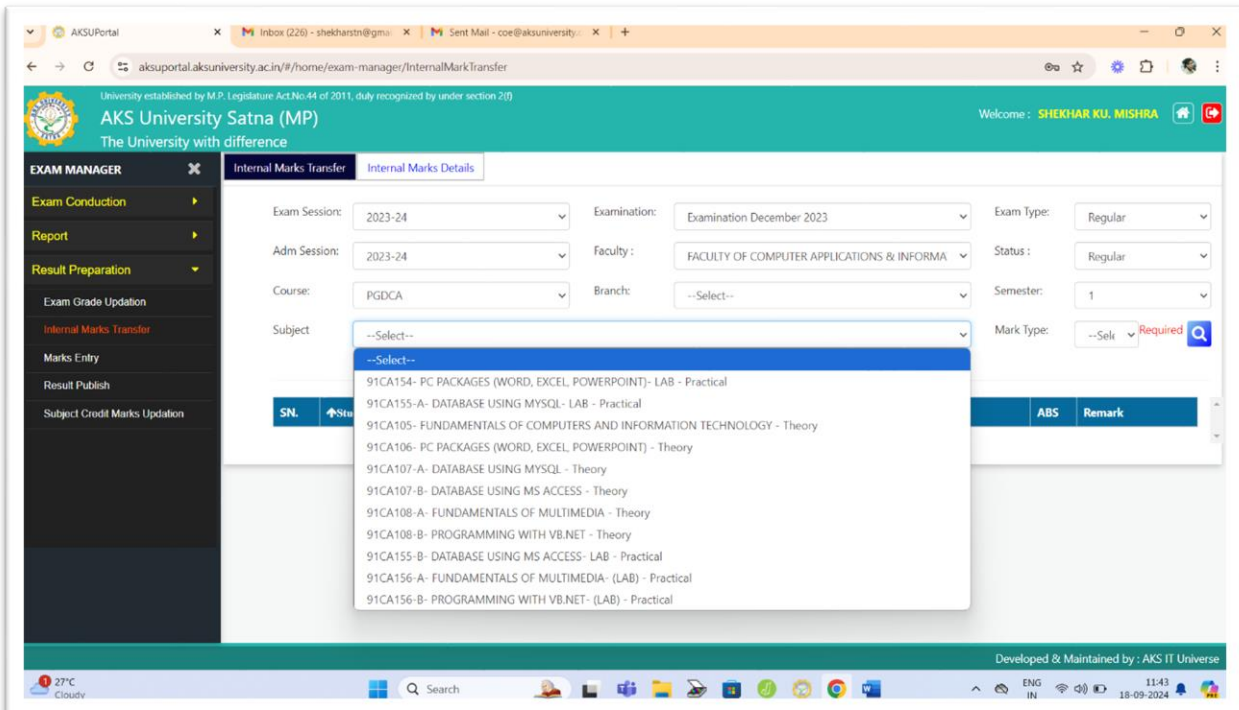 AKSUPortal
Inbox (226) - shekharstn@gma
Sent Mail - coe@aksuniversity.
aksuportal.aksuniversity.ac.in/#/home/exam-manager/InternalMarkTransfer
University established by M.P. Legislature Act.No.44 of 2011, duly recognized by under section 2(f)
AKS University Satna (MP)
The University with difference
Welcome : SHEKHAR KU. MISHRA
EXAM MANAGER
Exam Conduction
Report
Result Preparation
Exam Grade Updation
Internal Marks Transfer
Marks Entry
Result Publish
Subject Credit Marks Updation
Internal Marks Transfer Internal Marks Details
Exam Session: 2023-24 Examination: Examination December 2023 Exam Type: Regular
Adm Session: 2023-24 Faculty : FACULTY OF COMPUTER APPLICATIONS & INFORMA Status : Regular
Course: PGDCA Branch: --Select-- Semester: 1
Subject --Select-- Mark Type: --Sele Required
--Select--
91CA154- PC PACKAGES (WORD, EXCEL, POWERPOINT)- LAB - Practical
91CA155-A- DATABASE USING MYSQL- LAB - Practical
91CA105- FUNDAMENTALS OF COMPUTERS AND INFORMATION TECHNOLOGY - Theory
91CA106- PC PACKAGES (WORD, EXCEL, POWERPOINT) - Theory
91CA107-A- DATABASE USING MYSQL - Theory
91CA107-B- DATABASE USING MS ACCESS - Theory
91CA108-A- FUNDAMENTALS OF MULTIMEDIA - Theory
91CA108-B- PROGRAMMING WITH VB.NET - Theory
91CA155-B- DATABASE USING MS ACCESS- LAB - Practical
91CA156-A- FUNDAMENTALS OF MULTIMEDIA- (LAB) - Practical
91CA156-B- PROGRAMMING WITH VB.NET- (LAB) - Practical
SN. Stu ABS Remark
Developed & Maintained by : AKS IT Universe
1 27°C
Cloudy
Search
ENG
IN
11:43
18-09-2024